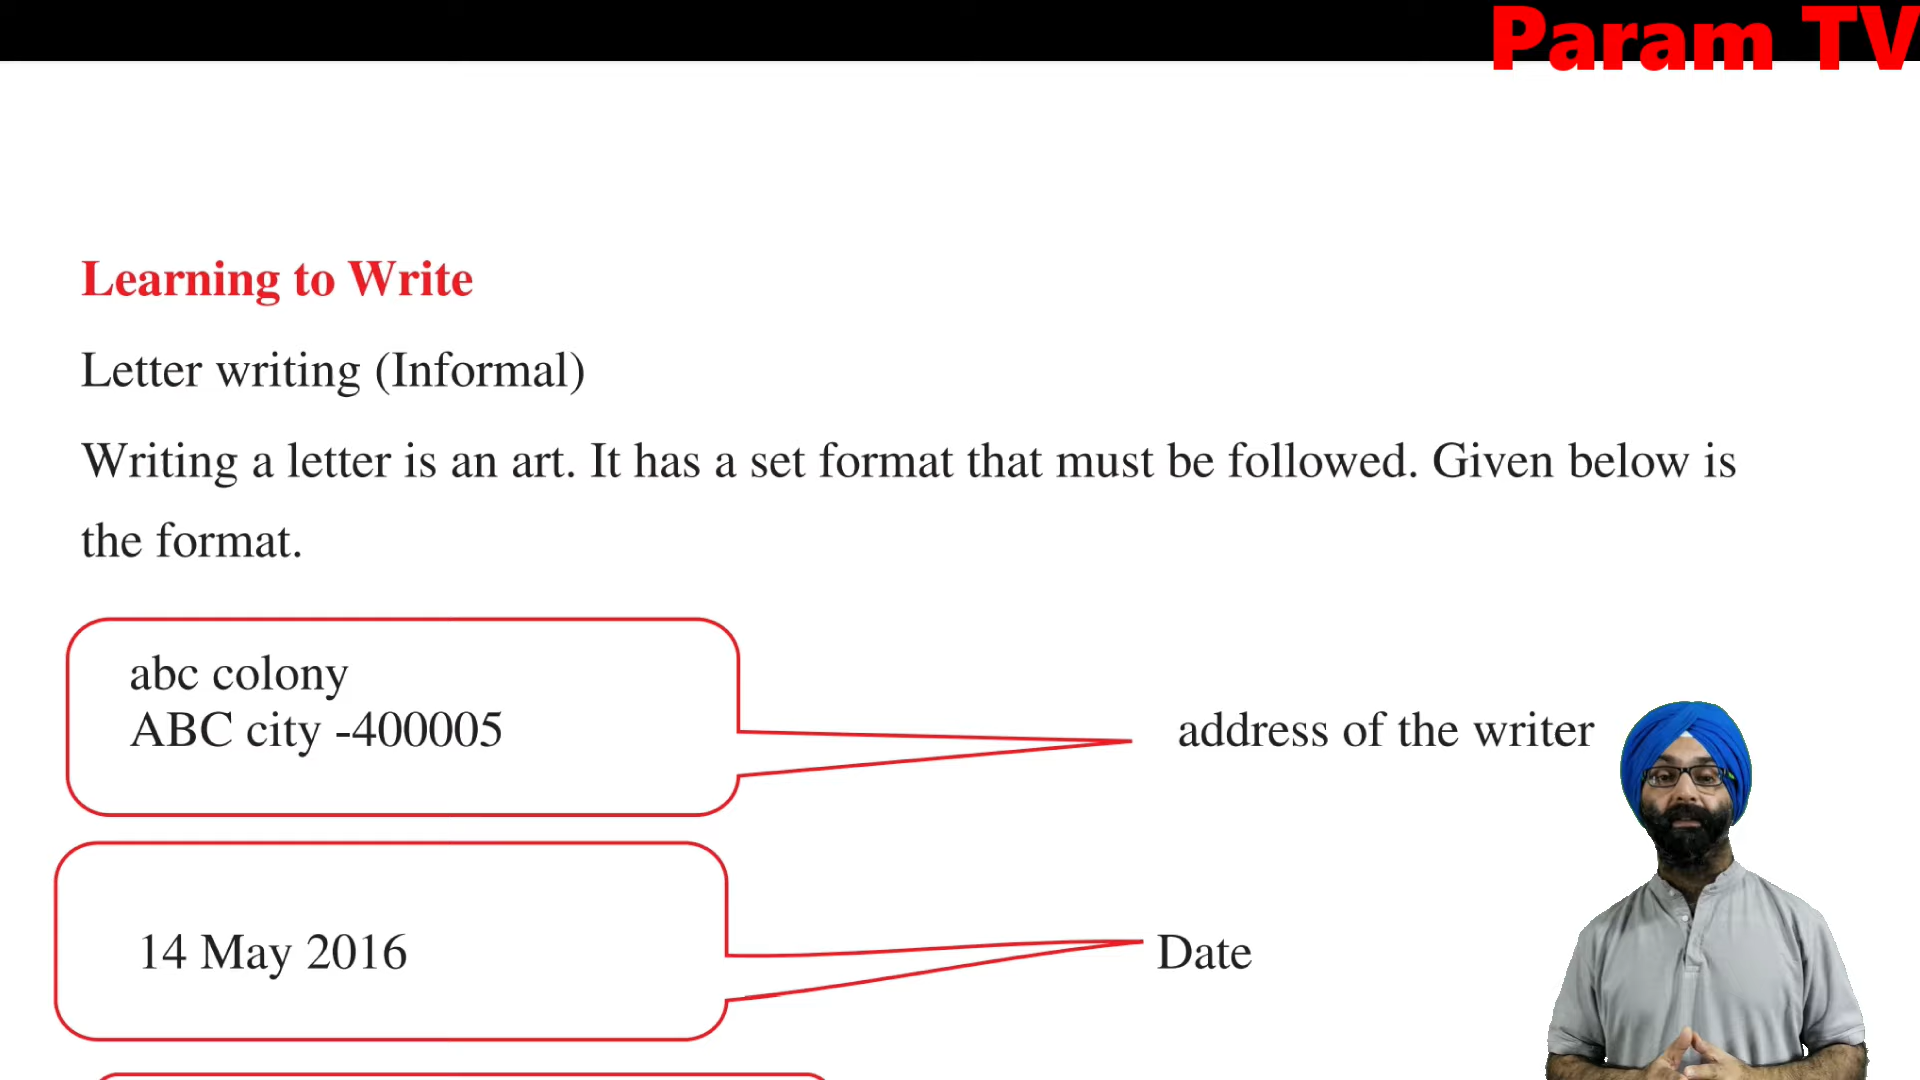 Param TV
Learning to Write
Letter writing (Informal)
Writing a letter is an art. It has a set format that must be followed. Given below is
the format.
abc colony
ABC city -400005
address of the writer
14 May 2016
Date